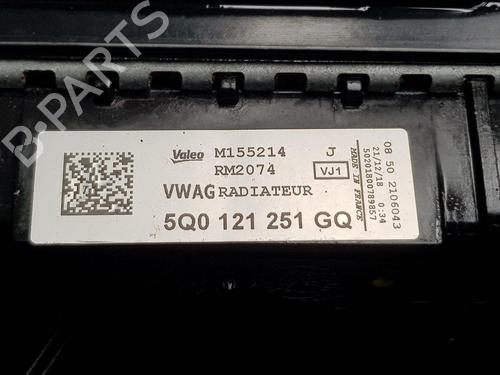 B-PARTS
Valeo M155214 J
RM2074 VJ1
VWAG RADIATEUR
5Q0 121 251 GQ
MADE IN FRANCE
50201800789857
21/12/18 0:34
08 50 2106043